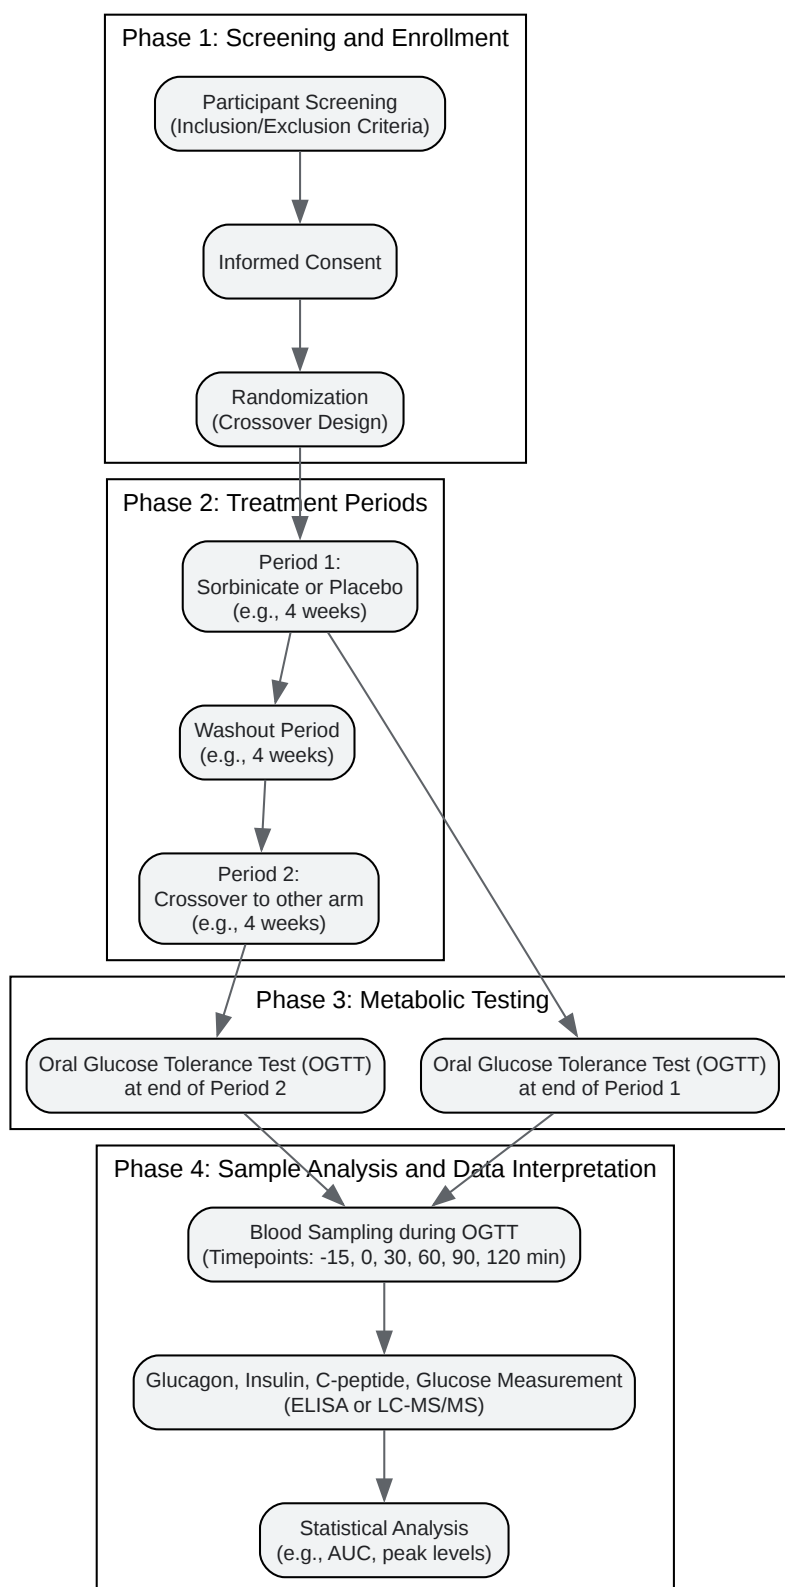 Phase 1: Screening and Enrollment
Participant Screening
(Inclusion/Exclusion Criteria)
Informed Consent
Randomization
(Crossover Design)
Phase 2: Treatment Periods
Period 1:
Sorbinicate or Placebo
(e.g., 4 weeks)
Washout Period
(e.g., 4 weeks)
Period 2:
Crossover to other arm
(e.g., 4 weeks)
Phase 3: Metabolic Testing
Oral Glucose Tolerance Test (OGTT)
at end of Period 2
Oral Glucose Tolerance Test (OGTT)
at end of Period 1
Phase 4: Sample Analysis and Data Interpretation
Blood Sampling during OGTT
(Timepoints: -15, 0, 30, 60, 90, 120 min)
Glucagon, Insulin, C-peptide, Glucose Measurement
(ELISA or LC-MS/MS)
Statistical Analysis
(e.g., AUC, peak levels)